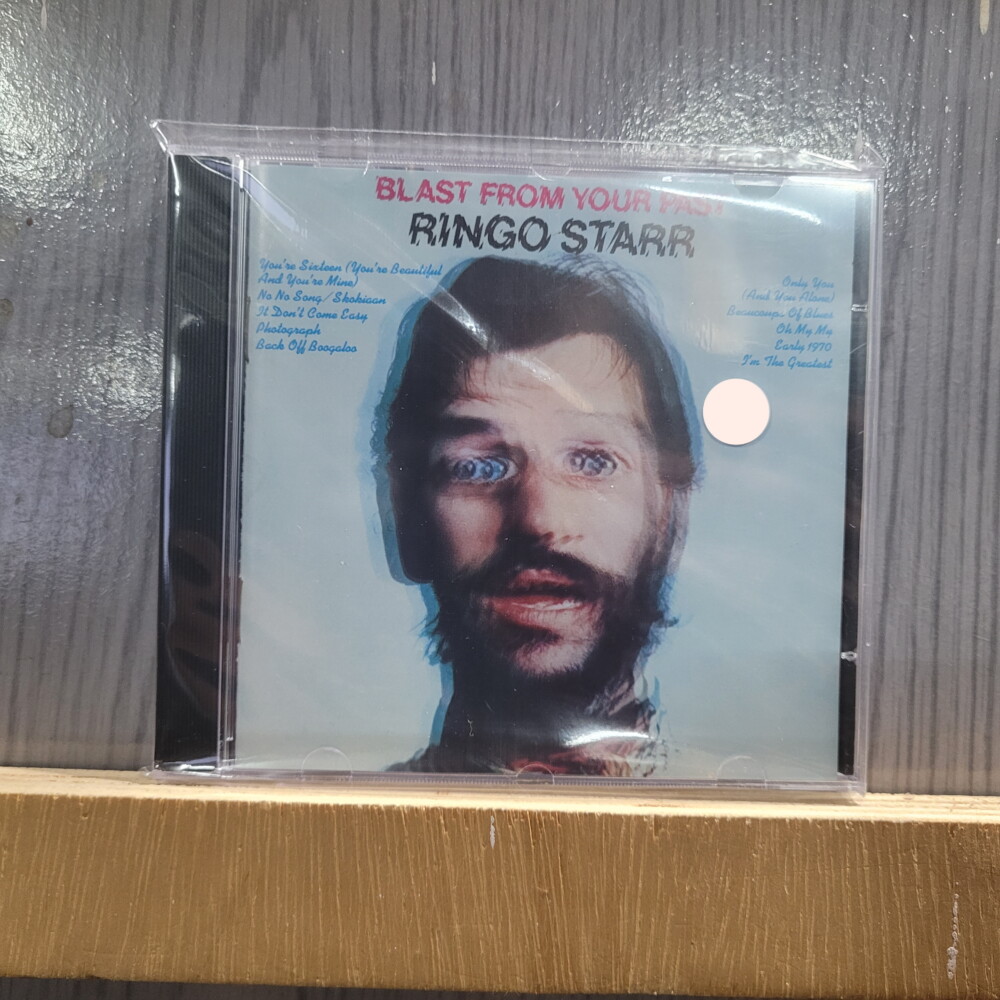 BLAST FROM YOUR PAST
RINGO STARR
You're Sixteen (You're Beautiful
And You're Mine)
No No Song/Skokiaan
It Don't Come Easy
Photograph
Back Off Boogaloo
Only You
(And You Alone)
Beaucoups Of Blues
Oh My My
Early 1970
I'm The Greatest